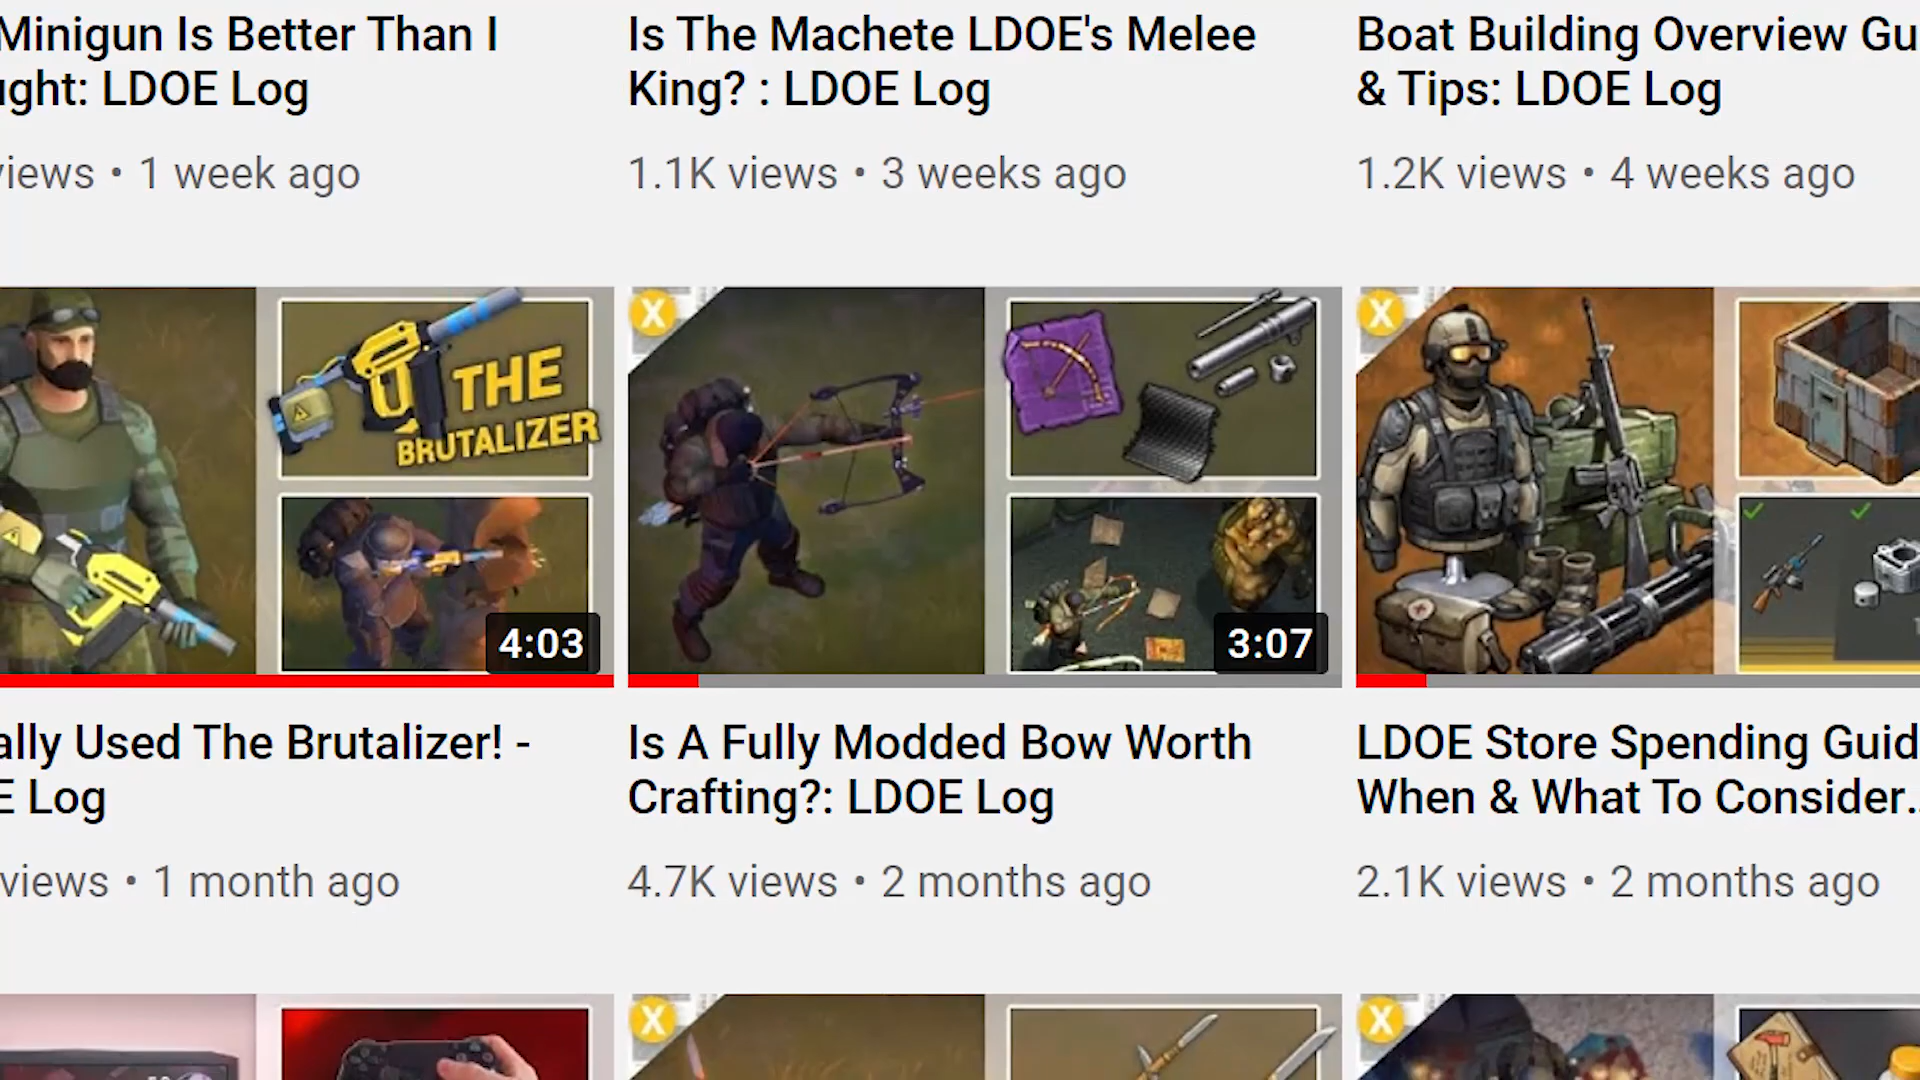 Minigun Is Better Than I
ught: LDOE Log
views • 1 week ago
Is The Machete LDOE's Melee
King? : LDOE Log
1.1K views • 3 weeks ago
Boat Building Overview Gu
& Tips: LDOE Log
1.2K views • 4 weeks ago
THE
BRUTALIZER
4:03
X
3:07
X
ally Used The Brutalizer! -
E Log
views • 1 month ago
Is A Fully Modded Bow Worth
Crafting?: LDOE Log
4.7K views • 2 months ago
LDOE Store Spending Guid
When & What To Consider..
2.1K views • 2 months ago
X
X